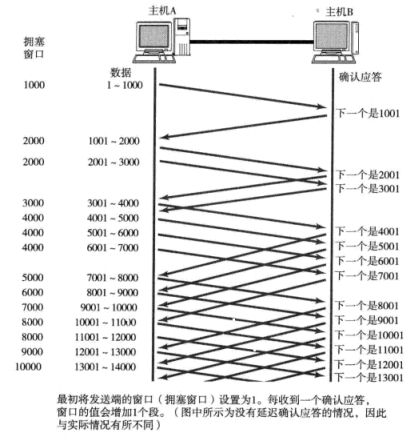 主机A 主机B
拥塞
窗口
数据 确认应答
1000 1~1000
下一个是1001
2000 1001~2000
2000 2001~3000
下一个是2001
下一个是3001
3000 3001~4000
4000 4001~5000
下一个是4001
4000 5001~6000
下一个是5001
4000 6001~7000
下一个是6001
下一个是7001
5000 7001~8000
6000 8001~9000
下一个是8001
7000 9001~10000
下一个是9001
8000 10001~11000
下一个是10001
8000 11001~12000
下一个是11001
9000 12001~13000
下一个是12001
10000 13001~14000
下一个是13001
最初将发送端的窗口（拥塞窗口）设置为1。每收到一个确认应答，
窗口的值会增加1个段。（图中所示为没有延迟确认应答的情况，因此
与实际情况有所不同）